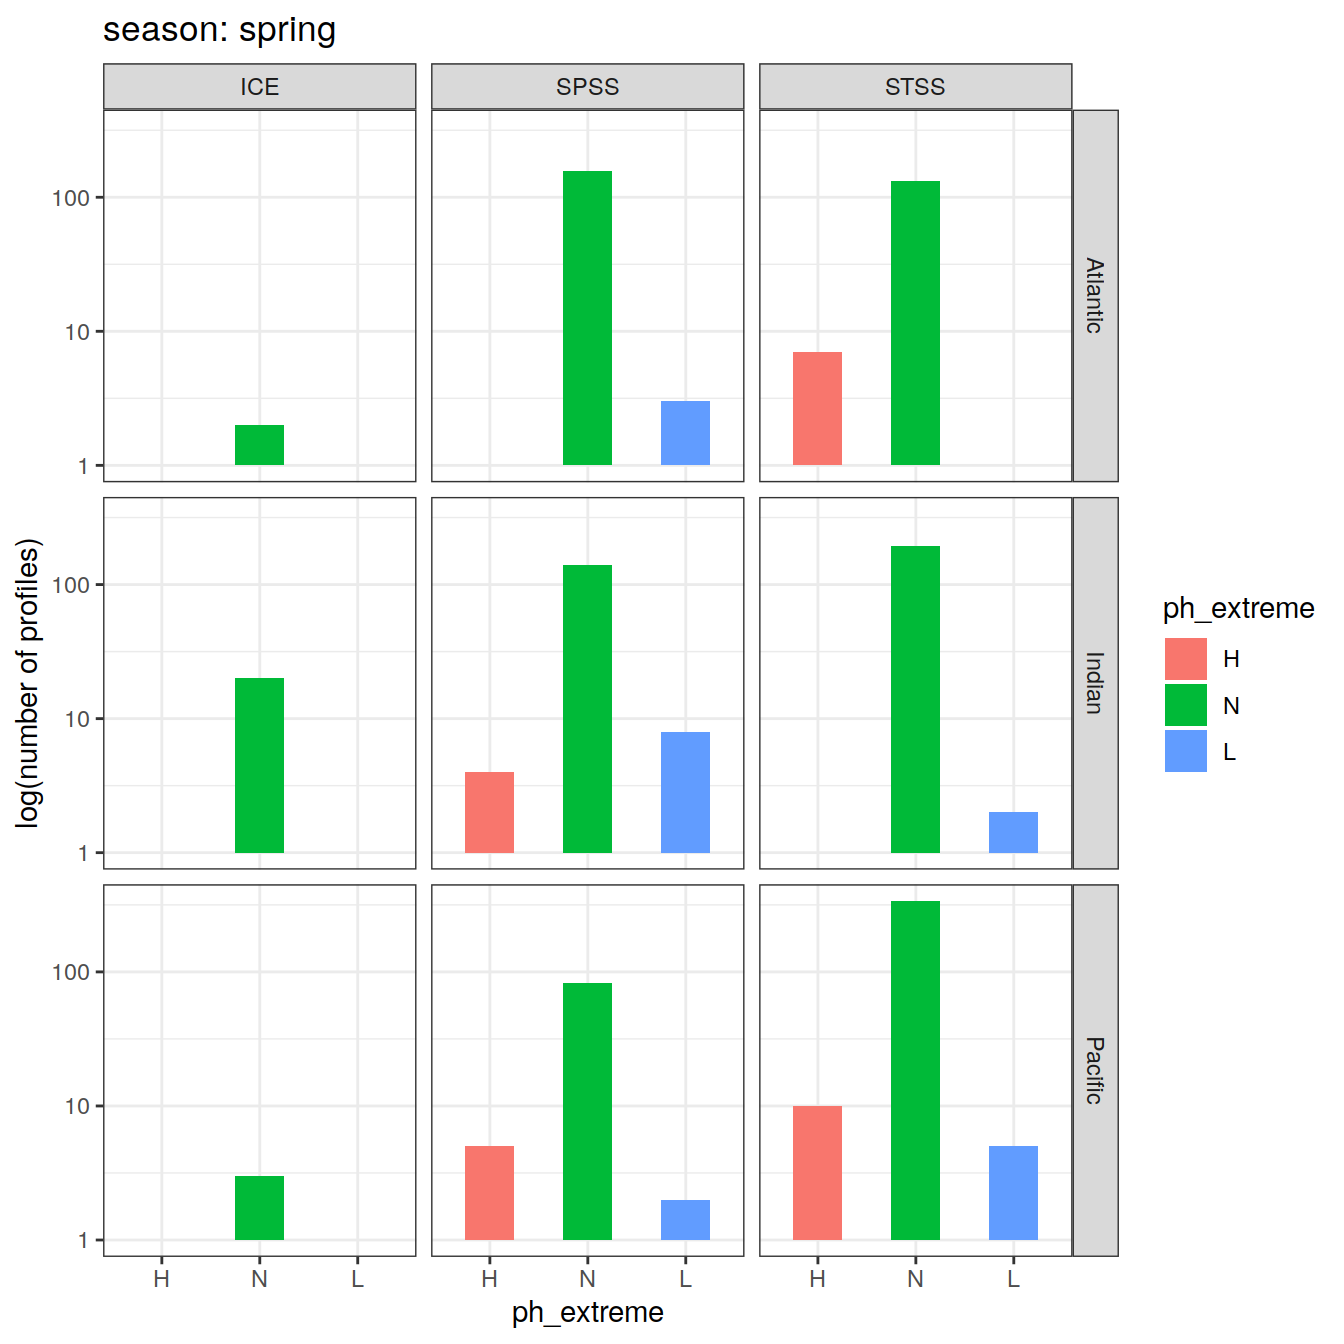 season: spring
ICE SPSS STSS
100
10
1
Atlantic
log(number of profiles)
100
10
1
Indian
100
10
1
Pacific
H N L H N L H N L
ph_extreme
ph_extreme
H
N
L